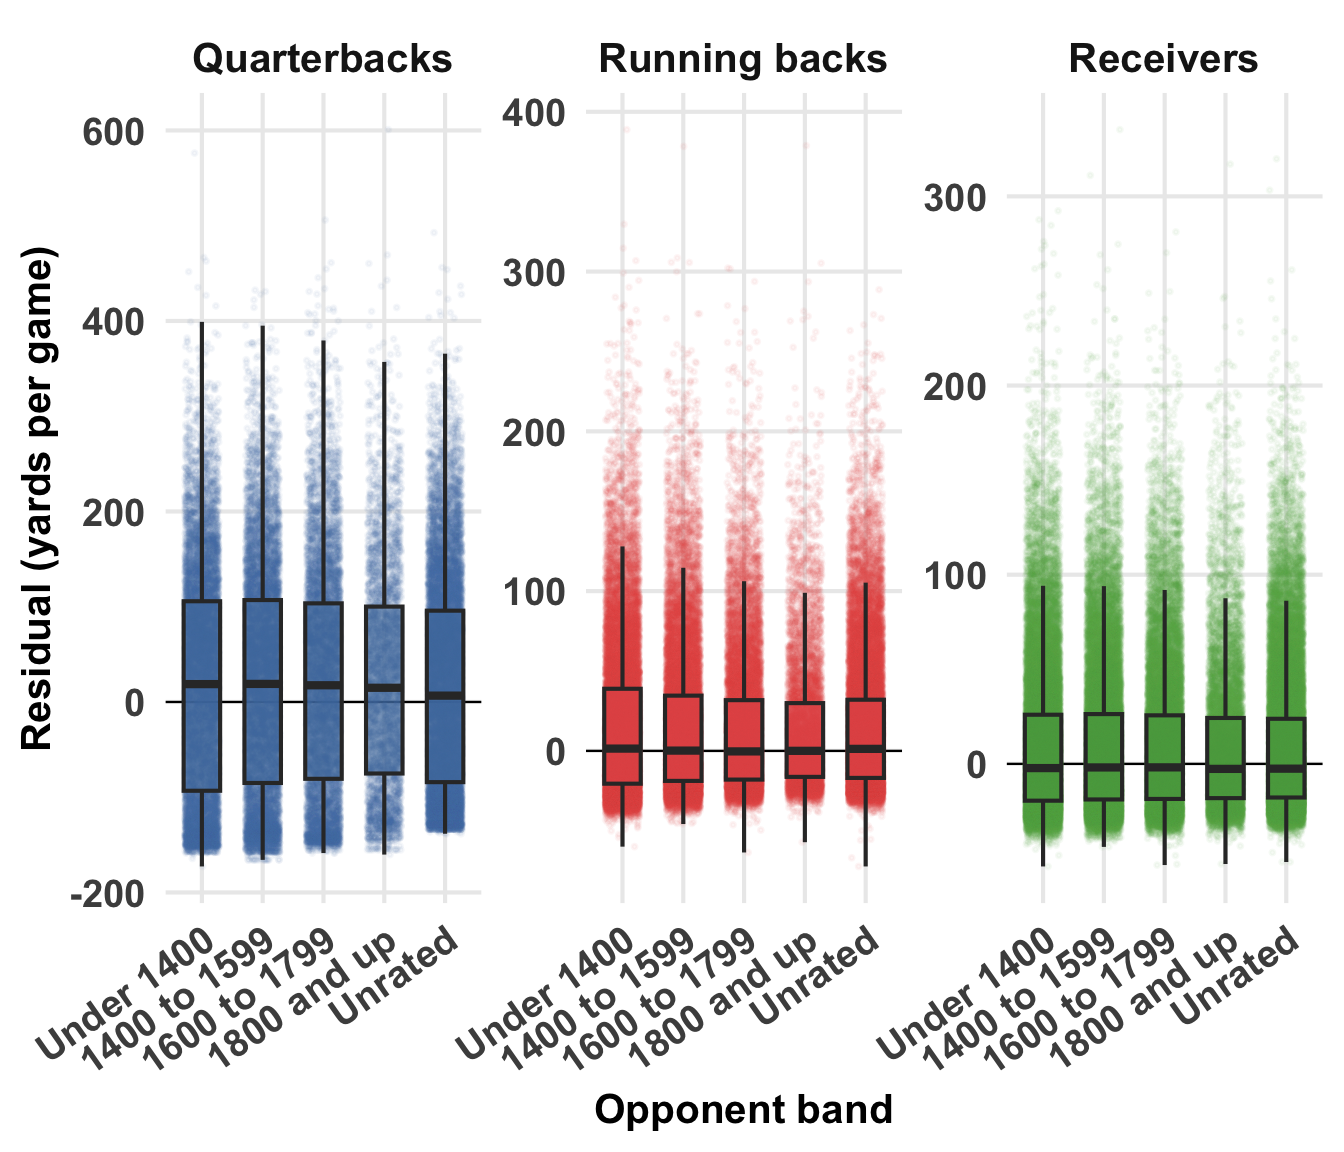 Quarterbacks
Running backs
Receivers
Residual (yards per game)
600
400
200
0
-200
400
300
200
100
0
300
200
100
0
Under 1400
1400 to 1599
1600 to 1799
1800 and up
Unrated
Under 1400
1400 to 1599
1600 to 1799
1800 and up
Unrated
Under 1400
1400 to 1599
1600 to 1799
1800 and up
Unrated
Opponent band